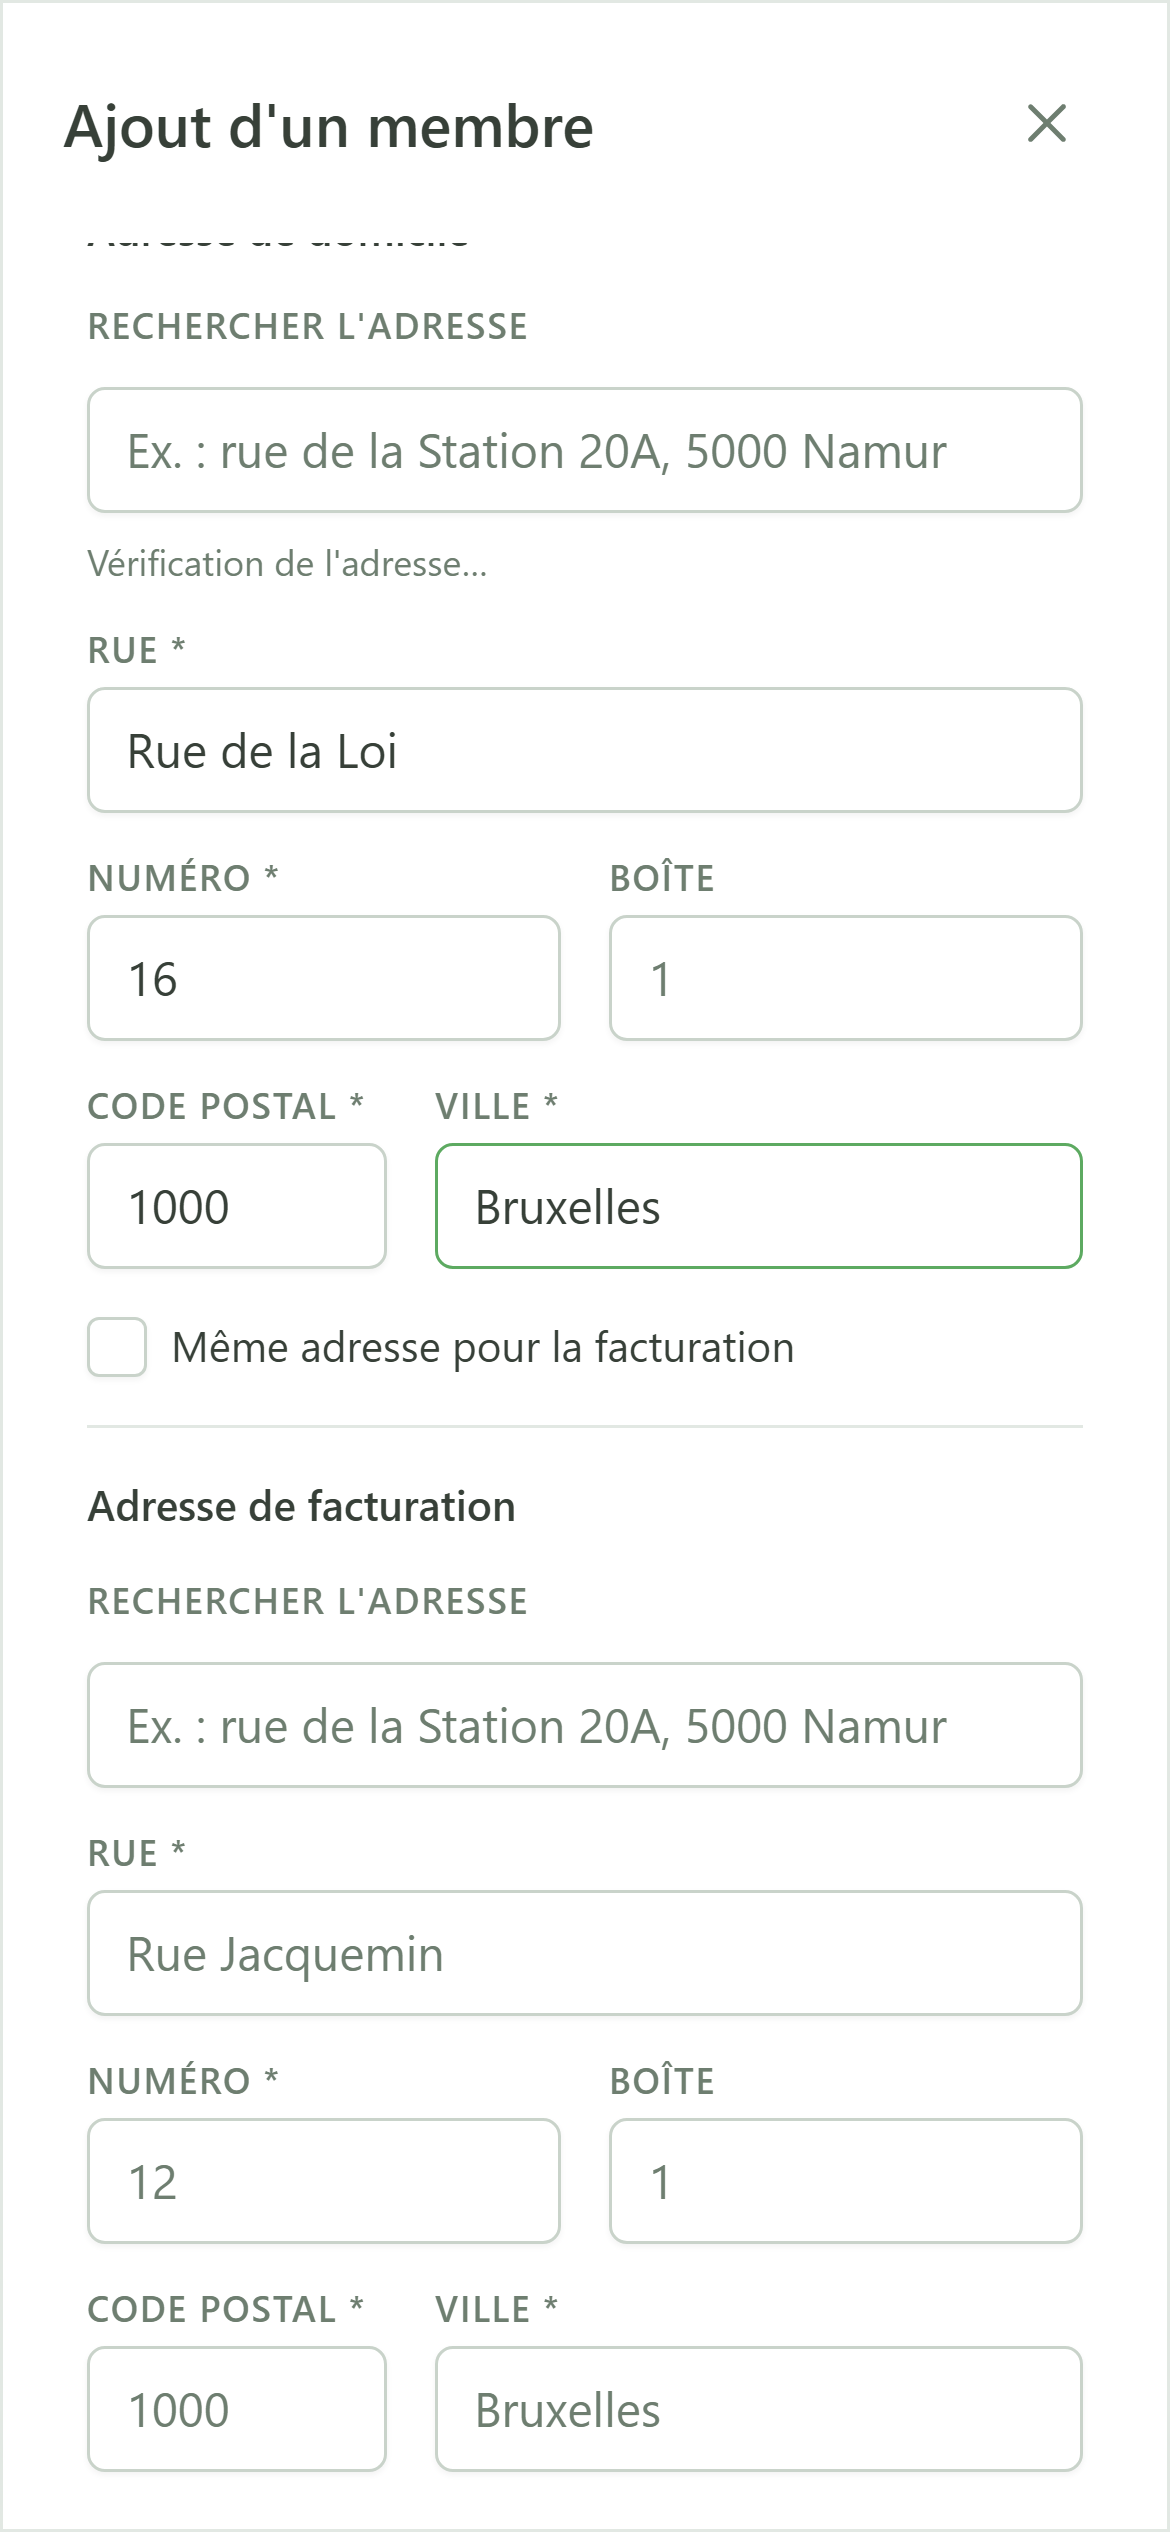 Ajout d'un membre
RECHERCHER L'ADRESSE
Ex. : rue de la Station 20A, 5000 Namur
Vérification de l'adresse...
RUE *
Rue de la Loi
NUMÉRO * BOÎTE
16 1
CODE POSTAL * VILLE *
1000 Bruxelles
Même adresse pour la facturation
Adresse de facturation
RECHERCHER L'ADRESSE
Ex. : rue de la Station 20A, 5000 Namur
RUE *
Rue Jacquemin
NUMÉRO * BOÎTE
12 1
CODE POSTAL * VILLE *
1000 Bruxelles